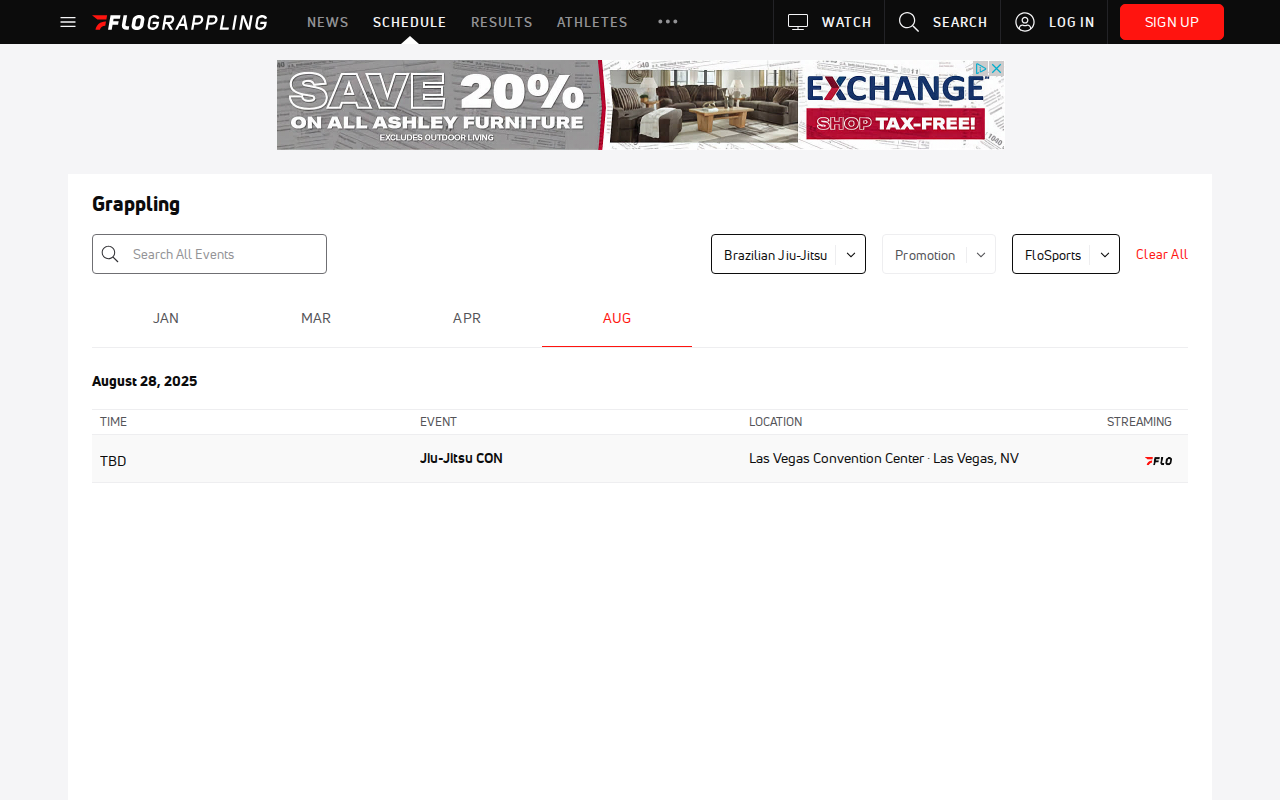 FLOGRAPPLING
NEWS
SCHEDULE
RESULTS
ATHLETES
WATCH
SEARCH
LOG IN
SIGN UP
SAVE 20%
ON ALL ASHLEY FURNITURE
EXCLUDES OUTDOOR LIVING
EXCHANGE
SHOP TAX-FREE!
Grappling
Search All Events
Brazilian Jiu-Jitsu
Promotion
FloSports
Clear All
JAN
MAR
APR
AUG
August 28, 2025
TIME
EVENT
LOCATION
STREAMING
TBD
Jiu-Jitsu CON
Las Vegas Convention Center · Las Vegas, NV
FLO